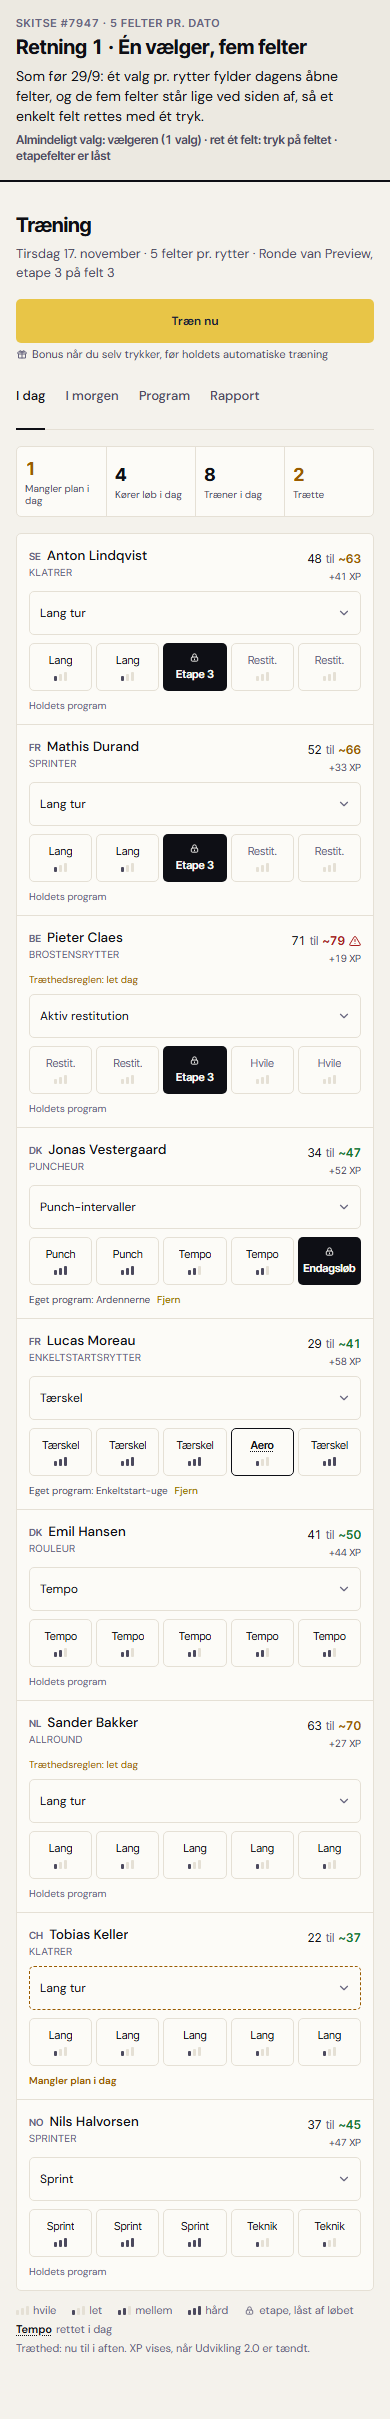 SKITSE #7947 · 5 FELTER PR. DATO
Retning 1 · Én vælger, fem felter
Som før 29/9: ét valg pr. rytter fylder dagens åbne
felter, og de fem felter står lige ved siden af, så et
enkelt felt rettes med ét tryk.
Almindeligt valg: vælgeren (1 valg) · ret ét felt: tryk på feltet ·
etapefelter er låst
Træning
Tirsdag 17. november · 5 felter pr. rytter · Ronde van Preview,
etape 3 på felt 3
Træn nu
Bonus når du selv trykker, før holdets automatiske træning
I dag I morgen Program Rapport
1 4 8 2
Mangler plan i dag Kører løb i dag Træner i dag Trætte
SE Anton Lindqvist 48 til ~63
KLATRER +41 XP
Lang tur
Lang Lang Etape 3 Restit. Restit.
Holdets program
FR Mathis Durand 52 til ~66
SPRINTER +33 XP
Lang tur
Lang Lang Etape 3 Restit. Restit.
Holdets program
BE Pieter Claes 71 til ~79
BROSTENSRYTTER +19 XP
Træthedsreglen: let dag
Aktiv restitution
Restit. Restit. Etape 3 Hvile Hvile
Holdets program
DK Jonas Vestergaard 34 til ~47
PUNCHEUR +52 XP
Punch-intervaller
Punch Punch Tempo Tempo Endagsløb
Eget program: Ardennerne Fjern
FR Lucas Moreau 29 til ~41
ENKELTSTARTSRYTTER +58 XP
Tærskel
Tærskel Tærskel Tærskel Aero Tærskel
Eget program: Enkeltstart-uge Fjern
DK Emil Hansen 41 til ~50
ROULEUR +44 XP
Tempo
Tempo Tempo Tempo Tempo Tempo
Holdets program
NL Sander Bakker 63 til ~70
ALLROUND +27 XP
Træthedsreglen: let dag
Lang tur
Lang Lang Lang Lang Lang
Holdets program
CH Tobias Keller 22 til ~37
KLATRER
Lang tur
Lang Lang Lang Lang Lang
Mangler plan i dag
NO Nils Halvorsen 37 til ~45
SPRINTER +47 XP
Sprint
Sprint Sprint Sprint Teknik Teknik
Holdets program
hvile let mellem hård etape, låst af løbet
Tempo rettet i dag
Træthed: nu til i aften. XP vises, når Udvikling 2.0 er tændt.